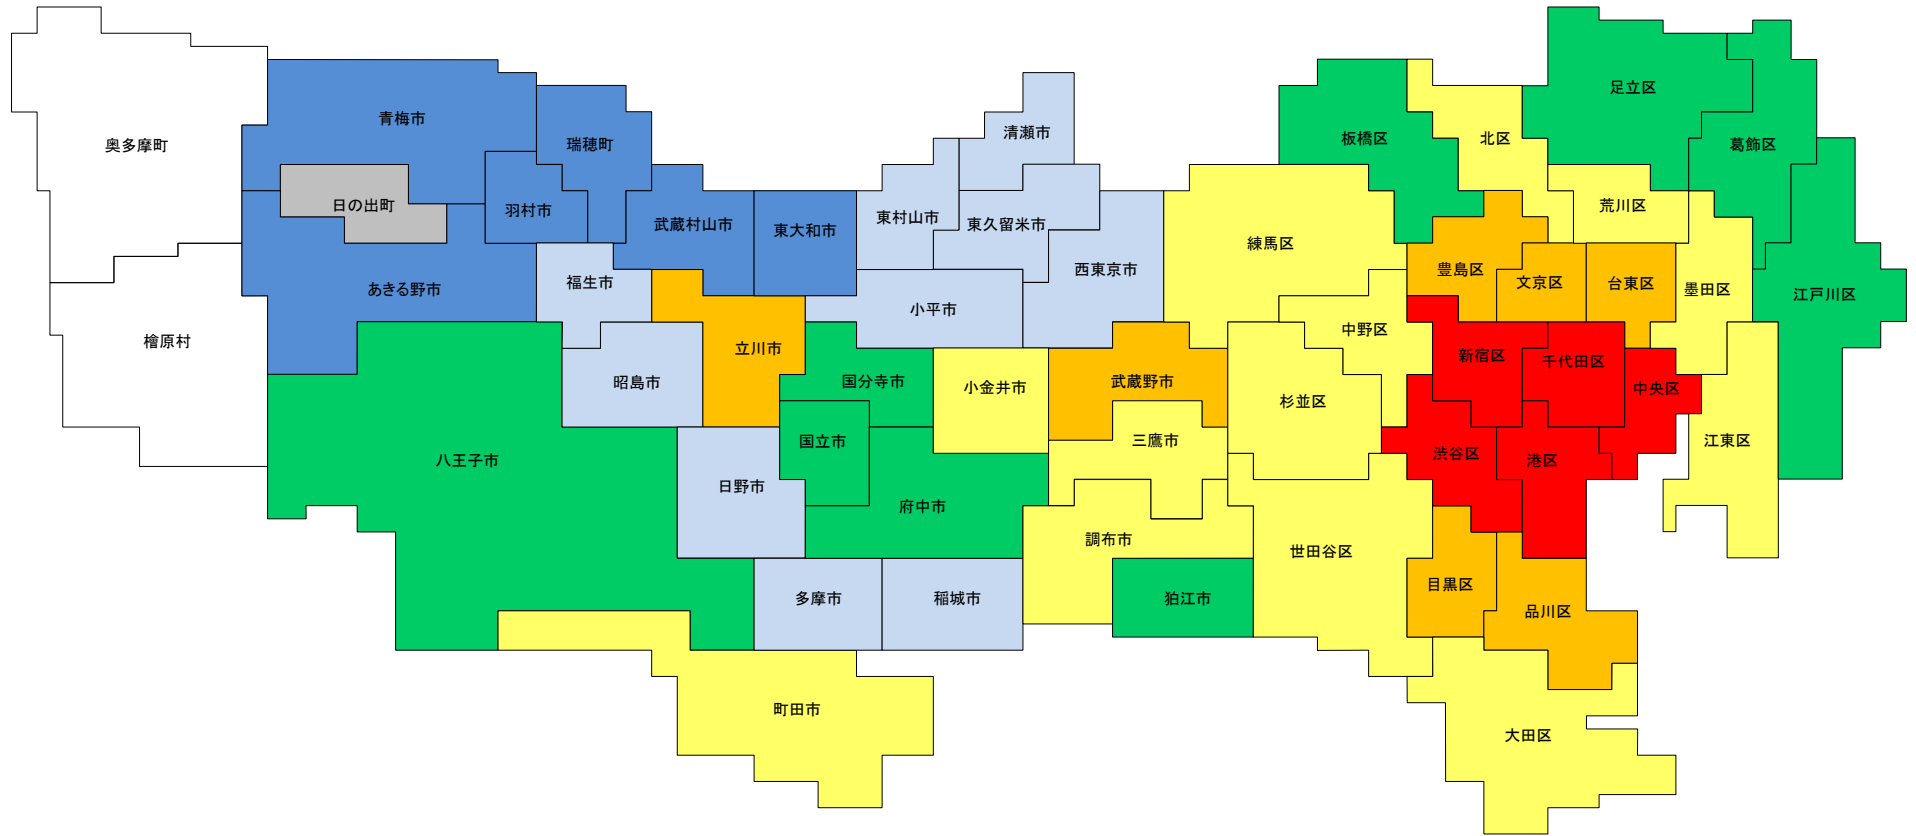 足立区
青梅市
板橋区
北区
清瀬市
瑞穂町
奥多摩町
葛飾区
日の出町
荒川区
羽村市
東村山市
東久留米市
武蔵村山市
東大和市
練馬区
西東京市
豊島区
福生市
文京区
台東区
あきる野市
墨田区
江戸川区
小平市
中野区
檜原村
立川市
新宿区
千代田区
昭島市
国分寺市
小金井市
武蔵野市
中央区
杉並区
国立市
三鷹市
江東区
渋谷区
八王子市
港区
日野市
府中市
調布市
世田谷区
目黒区
多摩市
稲城市
狛江市
品川区
町田市
大田区